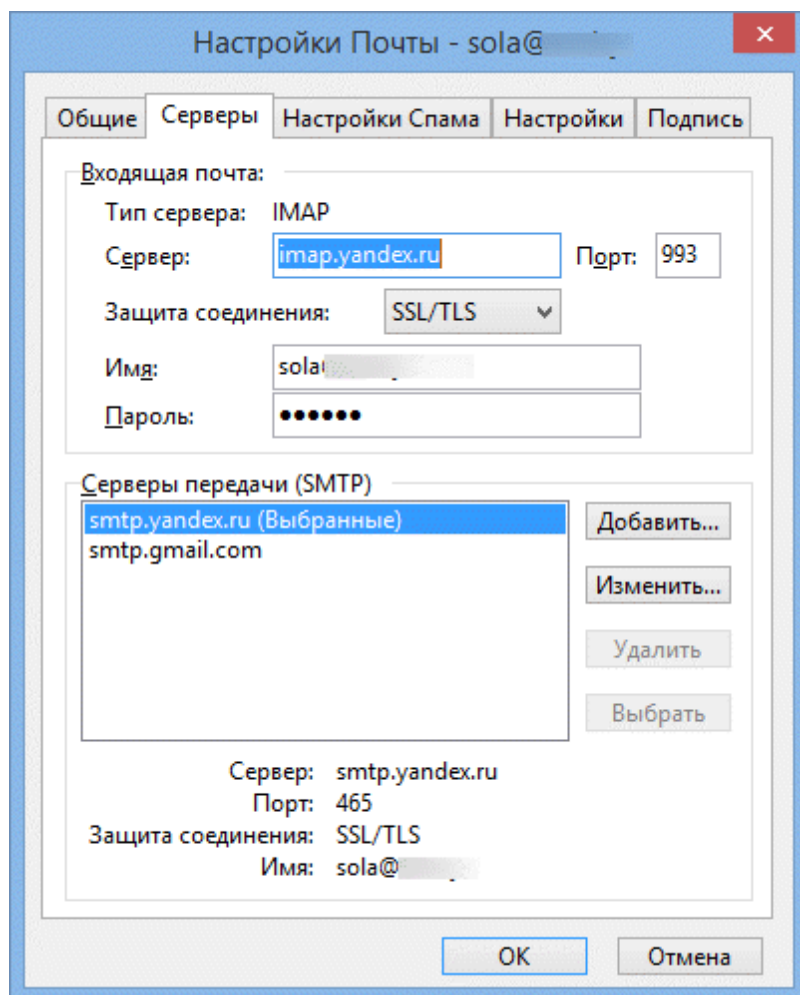 Настройки Почты - sola@
Общие Серверы Настройки Спама Настройки Подпись
Входящая почта:
Тип сервера: IMAP
Сервер: imap.yandex.ru Порт: 993
Защита соединения: SSL/TLS
Имя: sola
Пароль: ●●●●●●
Серверы передачи (SMTP)
smtp.yandex.ru (Выбранные) Добавить...
smtp.gmail.com
Изменить...
Удалить
Выбрать
Сервер: smtp.yandex.ru
Порт: 465
Защита соединения: SSL/TLS
Имя: sola@
OK Отмена